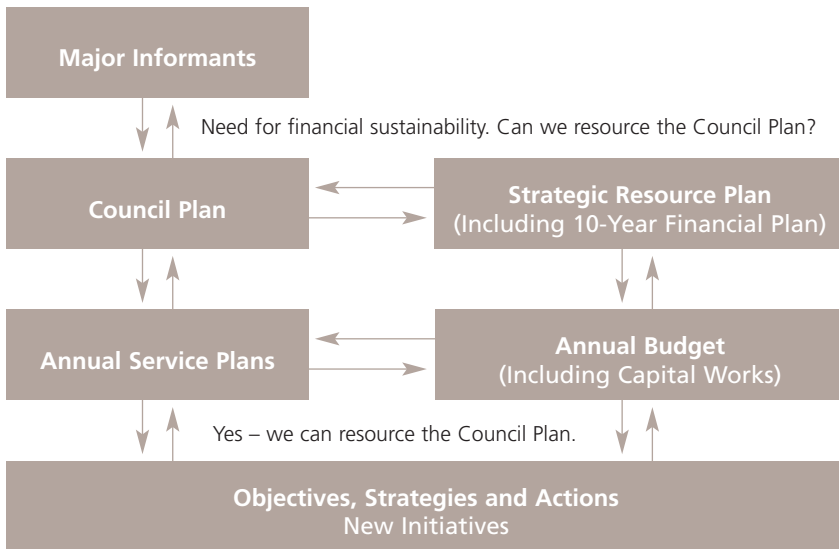 Major Informants
Need for financial sustainability. Can we resource the Council Plan?
Council Plan
Strategic Resource Plan
(Including 10-Year Financial Plan)
Annual Service Plans
Annual Budget
(Including Capital Works)
Yes – we can resource the Council Plan.
Objectives, Strategies and Actions
New Initiatives